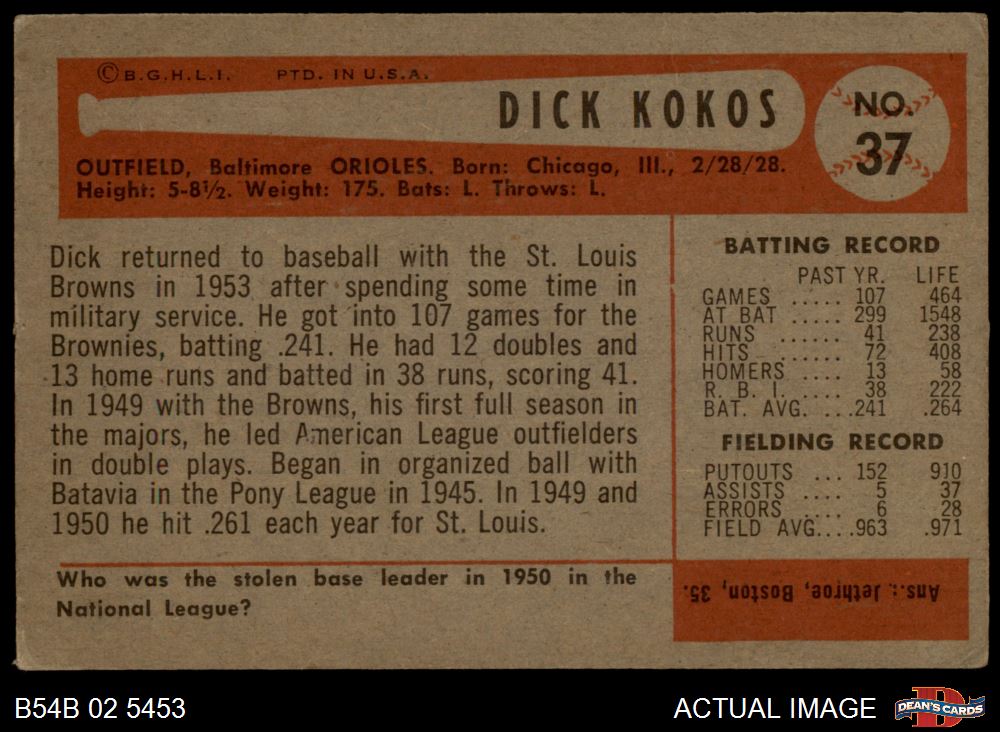 © B.G.H.L.I. PTD. IN U.S.A.
DICK KOKOS
NO.
37
OUTFIELD, Baltimore ORIOLES. Born: Chicago, Ill., 2/28/28.
Height: 5-8½. Weight: 175. Bats: L. Throws: L.
Dick returned to baseball with the St. Louis
Browns in 1953 after spending some time in
military service. He got into 107 games for the
Brownies, batting .241. He had 12 doubles and
13 home runs and batted in 38 runs, scoring 41.
In 1949 with the Browns, his first full season in
the majors, he led American League outfielders
in double plays. Began in organized ball with
Batavia in the Pony League in 1945. In 1949 and
1950 he hit .261 each year for St. Louis.
BATTING RECORD
PAST YR. LIFE
GAMES ..... 107 464
AT BAT ..... 299 1548
RUNS ...... 41 238
HITS ...... 72 408
HOMERS .... 13 58
R. B. I. .... 38 222
BAT. AVG. ....241 .264
FIELDING RECORD
PUTOUTS ... 152 910
ASSISTS .... 5 37
ERRORS .... 6 28
FIELD AVG....963 .971
Who was the stolen base leader in 1950 in the
National League?
Ans.: Jethroe, Boston, 35.
B54B 02 5453
ACTUAL IMAGE
D
DEAN'S CARDS